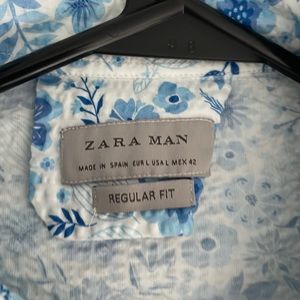 ZARA MAN
MADE IN SPAIN EUR L USA L MEX 42
REGULAR FIT